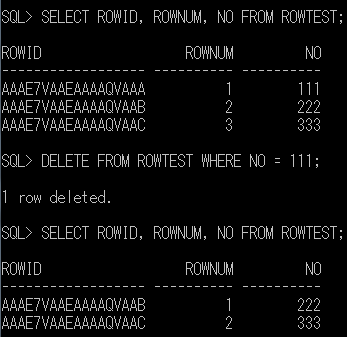 SQL> SELECT ROWID, ROWNUM, NO FROM ROWTEST;
ROWID ROWNUM NO
------------------ ---------- ----------
AAAE7VAAEAAAAQVAAA 1 111
AAAE7VAAEAAAAQVAAB 2 222
AAAE7VAAEAAAAQVAAC 3 333
SQL> DELETE FROM ROWTEST WHERE NO = 111;
1 row deleted.
SQL> SELECT ROWID, ROWNUM, NO FROM ROWTEST;
ROWID ROWNUM NO
------------------ ---------- ----------
AAAE7VAAEAAAAQVAAB 1 222
AAAE7VAAEAAAAQVAAC 2 333